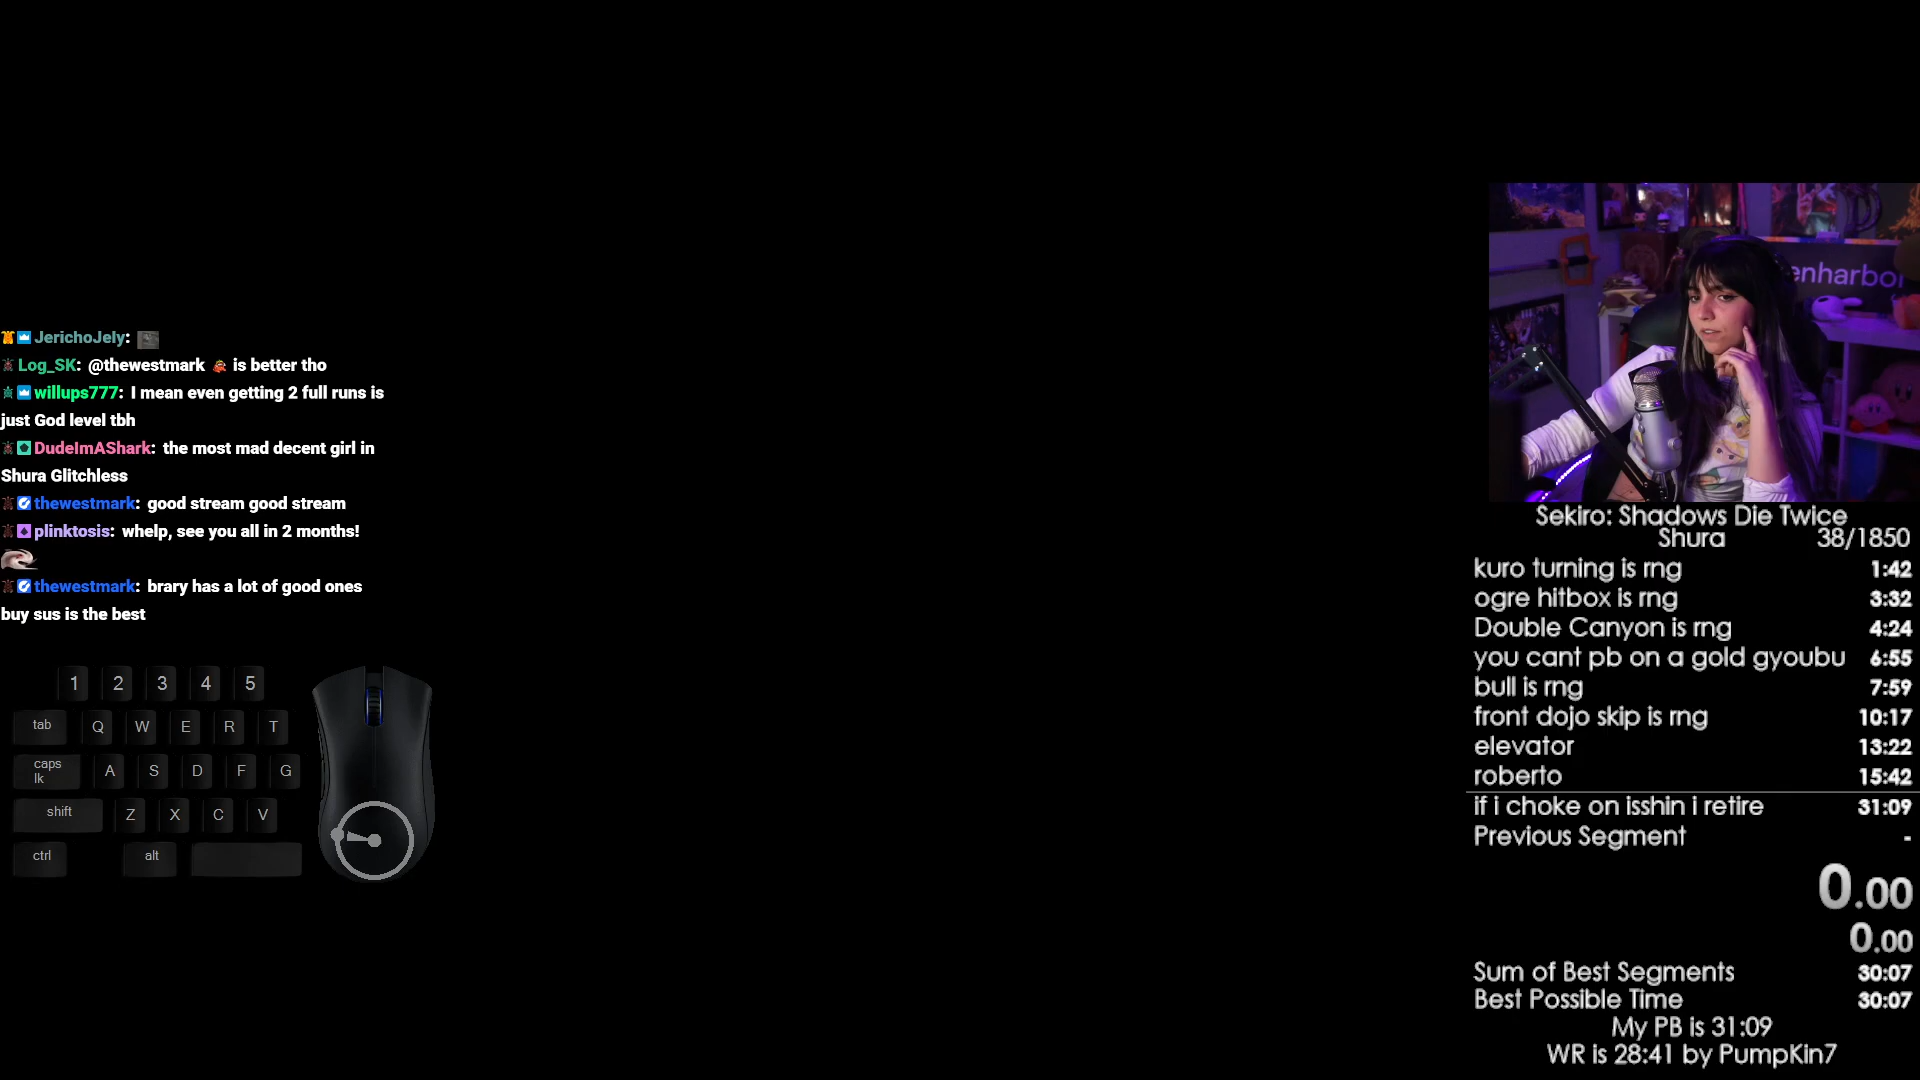 JerichoJely:
Log_SK: @thewestmark is better tho
willups777: I mean even getting 2 full runs is
just God level tbh
DudeImAShark: the most mad decent girl in
Shura Glitchless
thewestmark: good stream good stream
plinktosis: whelp, see you all in 2 months!
thewestmark: brary has a lot of good ones
buy sus is the best
1 2 3 4 5
tab Q W E R T
caps
lk A S D F G
shift Z X C V
ctrl alt
enharbor
Sekiro: Shadows Die Twice
Shura 38/1850
kuro turning is rng 1:42
ogre hitbox is rng 3:32
Double Canyon is rng 4:24
you cant pb on a gold gyoubu 6:55
bull is rng 7:59
front dojo skip is rng 10:17
elevator 13:22
roberto 15:42
if i choke on isshin i retire 31:09
Previous Segment -
0.00
0.00
Sum of Best Segments 30:07
Best Possible Time 30:07
My PB is 31:09
WR is 28:41 by PumpKin7